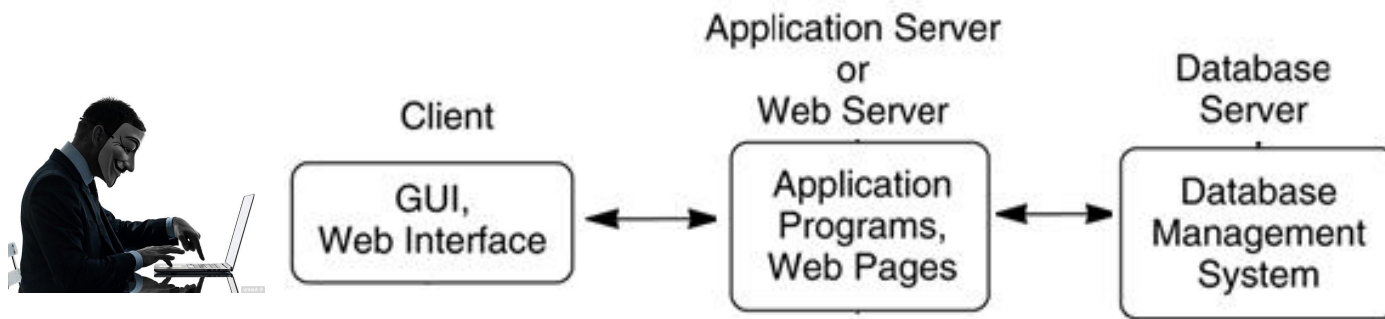 Client
GUI,
Web Interface
Application Server
or
Web Server
Application
Programs,
Web Pages
Database
Server
Database
Management
System